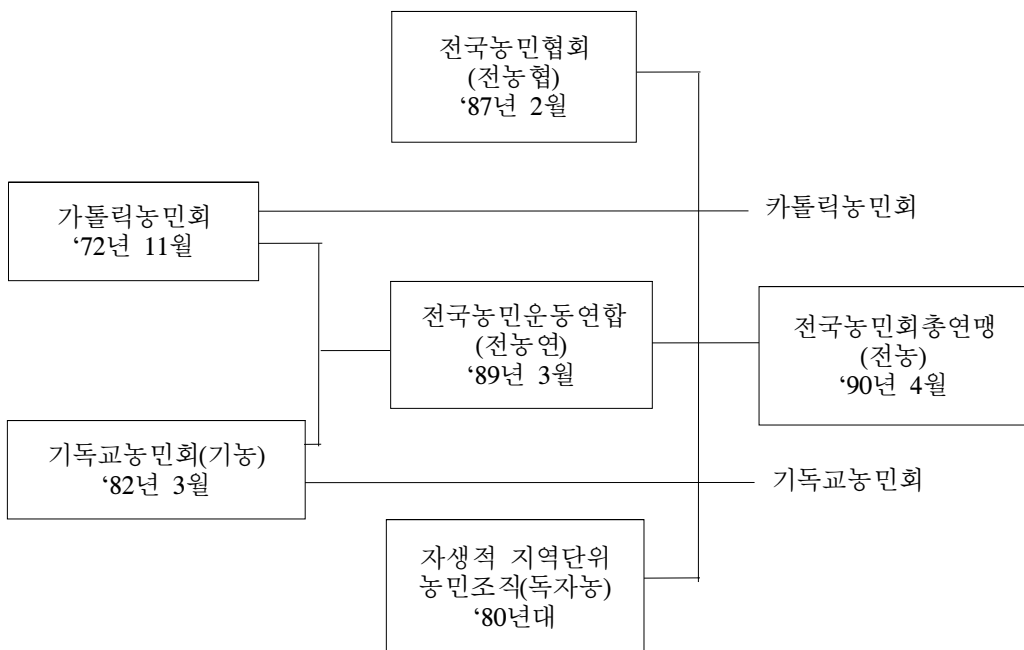 전국농민협회
(전농협)
‘87년 2월
가톨릭농민회
‘72년 11월
카톨릭농민회
전국농민운동연합
(전농연)
‘89년 3월
전국농민회총연맹
(전농)
‘90년 4월
기독교농민회(기농)
‘82년 3월
기독교농민회
자생적 지역단위
농민조직(독자농)
‘80년대